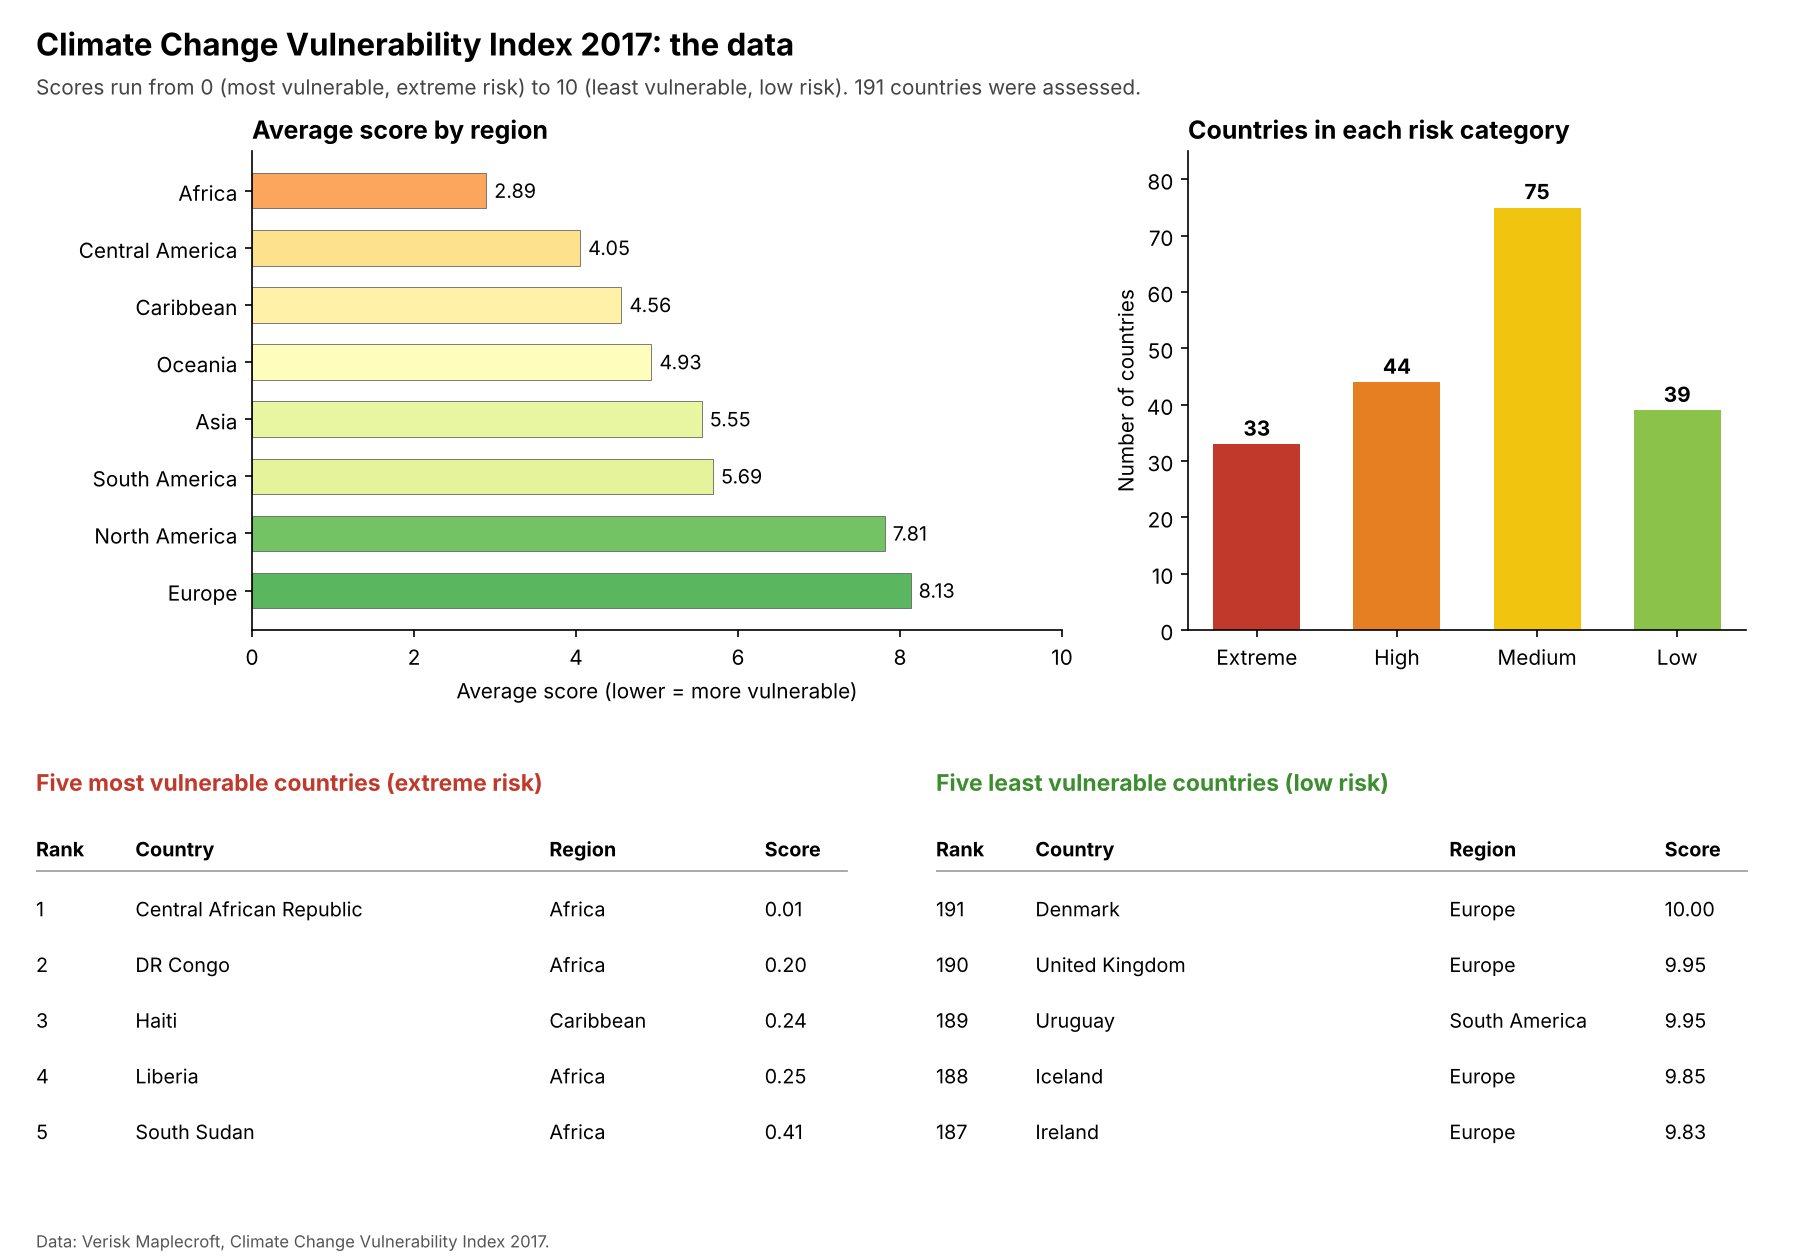 Climate Change Vulnerability Index 2017: the data
Scores run from 0 (most vulnerable, extreme risk) to 10 (least vulnerable, low risk). 191 countries were assessed.
Average score by region
Africa 2.89
Central America 4.05
Caribbean 4.56
Oceania 4.93
Asia 5.55
South America 5.69
North America 7.81
Europe 8.13
0 2 4 6 8 10
Average score (lower = more vulnerable)
Countries in each risk category
Number of countries
80
70
60
50
40
30
20
10
0
33 44 75 39
Extreme High Medium Low
Five most vulnerable countries (extreme risk)
Rank Country Region Score
1 Central African Republic Africa 0.01
2 DR Congo Africa 0.20
3 Haiti Caribbean 0.24
4 Liberia Africa 0.25
5 South Sudan Africa 0.41
Five least vulnerable countries (low risk)
Rank Country Region Score
191 Denmark Europe 10.00
190 United Kingdom Europe 9.95
189 Uruguay South America 9.95
188 Iceland Europe 9.85
187 Ireland Europe 9.83
Data: Verisk Maplecroft, Climate Change Vulnerability Index 2017.